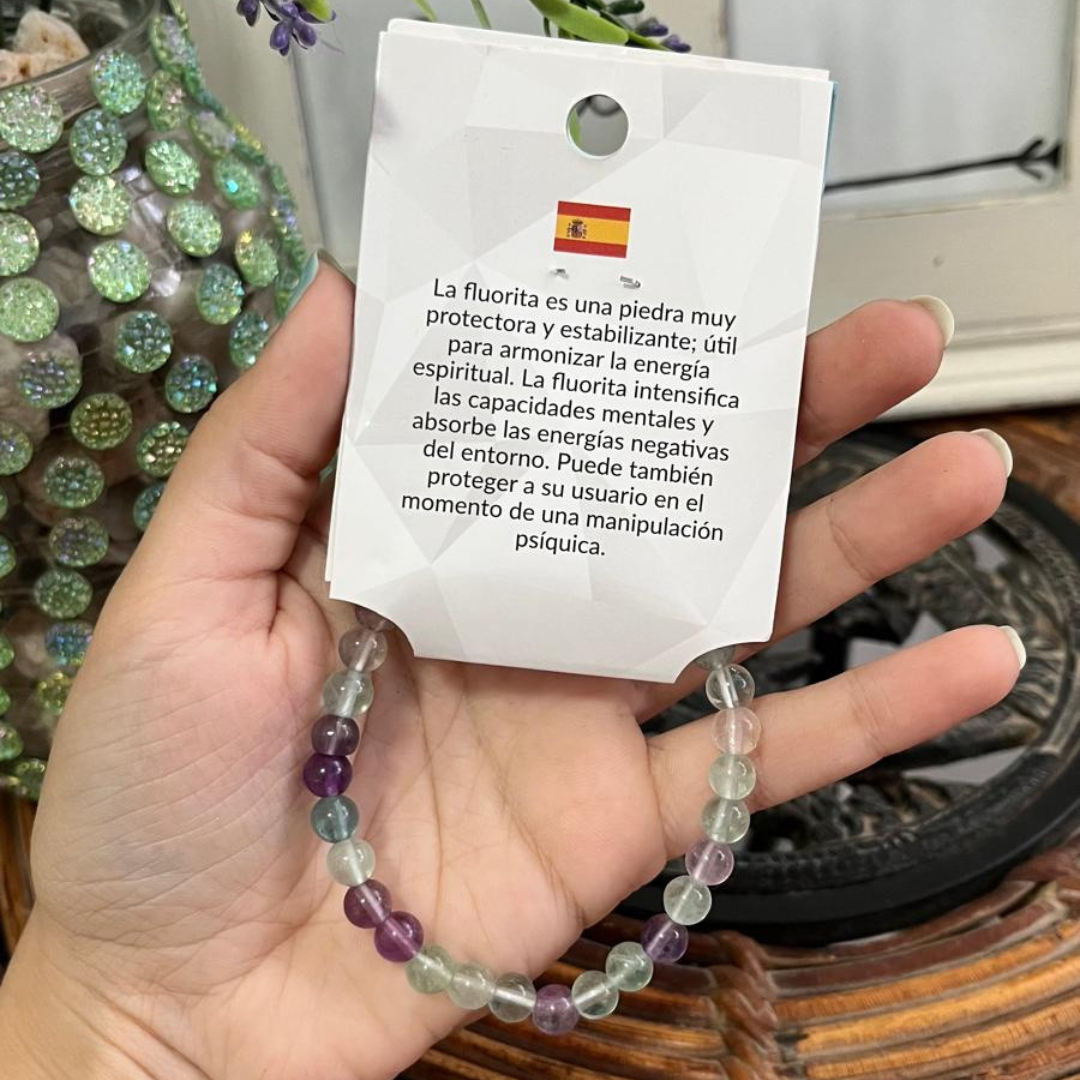 La fluorita es una piedra muy
protectora y estabilizante; útil
para armonizar la energía
espiritual. La fluorita intensifica
las capacidades mentales y
absorbe las energías negativas
del entorno. Puede también
proteger a su usuario en el
momento de una manipulación
psíquica.